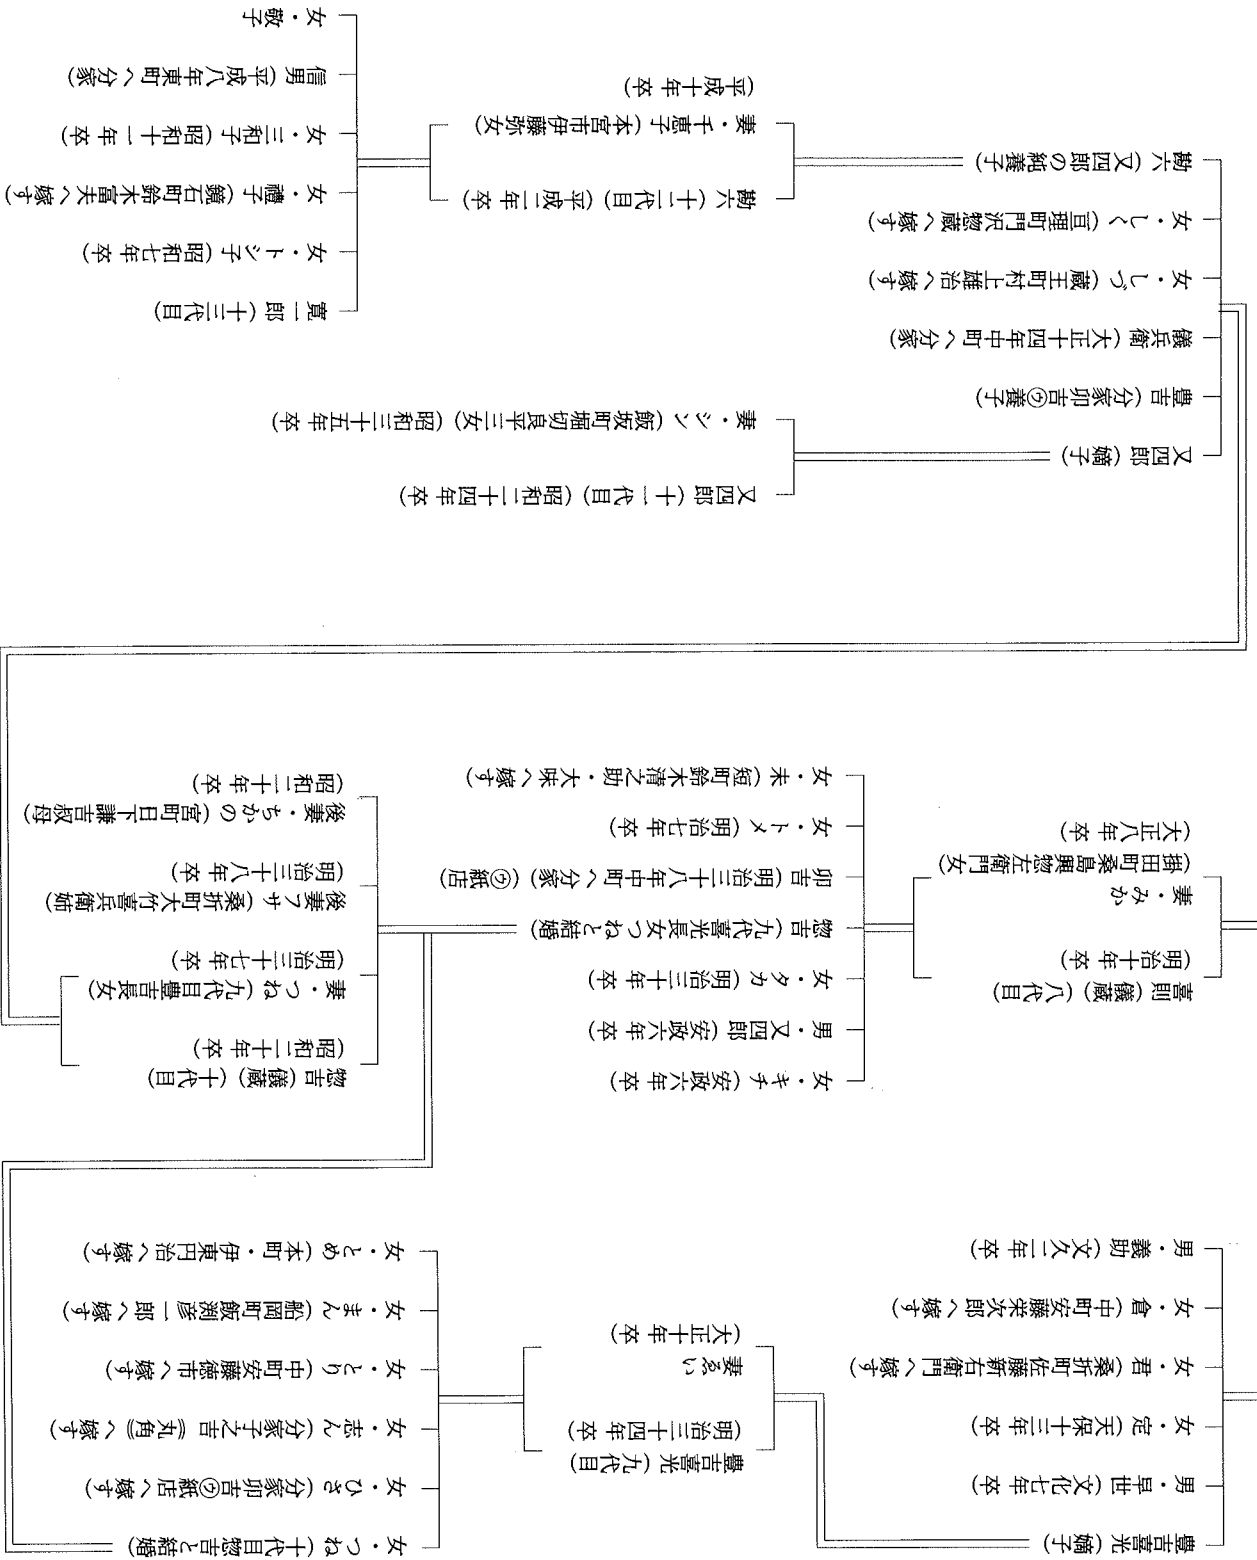 豊吉喜光(嫡子)
男・早世(文化七年 卒)
女・定(天保十三年 卒)
女・君(桑折町佐藤新右衛門へ嫁す)
女・倉(中町安藤栄次郎へ嫁す)
男・義助(文久二年 卒)
豊吉喜光(九代目)
(明治三十四年 卒)
妻ゑい
(大正十年 卒)
女・つね(十代目惣吉と結婚)
女・ひさ(分家卯吉㋒紙店へ嫁す)
女・志ん(分家子之吉《丸角》へ嫁す)
女・とり(中町安藤徳市へ嫁す)
女・まん(船岡町飯渕彦一郎へ嫁す)
女・とめ(本町・伊東円治へ嫁す)
喜則(儀蔵)(八代目)
(明治十年 卒)
妻・みか
(掛田町桑島興惣左衛門女)
(大正八年 卒)
女・キチ(安政六年 卒)
男・又四郎(安政六年 卒)
女・タカ(明治三十年 卒)
惣吉(九代喜光長女つねと結婚)
卯吉(明治三十八年中町へ分家)(㋒紙店)
女・トメ(明治七年 卒)
女・未(短町鈴木清之助・大味へ嫁す)
惣吉(儀蔵)(十代目)
(昭和二十年 卒)
妻・つね(九代目豊吉長女)
(明治三十七年 卒)
後妻フサ(桑折町大竹喜兵衛姉)
(明治三十八年 卒)
後妻・ちかの(宮町日下謙吉叔母)
(昭和二十年 卒)
又四郎(嫡子)
豊吉(分家卯吉㋒養子)
儀兵衛(大正十四年中町へ分家)
女・しづ(蔵王町村上雄治へ嫁す)
女・しく(亘理町門沢惣蔵へ嫁す)
勘六(又四郎の純養子)
又四郎(十一代目)(昭和二十四年 卒)
妻・シン(飯坂町堀切良平三女)(昭和三十五年 卒)
勘六(十二代目)(平成二年 卒)
妻・千恵子(本宮市伊藤弥女)
(平成十年 卒)
寛一郎(十三代目)
女・トシ子(昭和七年 卒)
女・禮子(鏡石町鈴木富夫へ嫁す)
女・三和子(昭和十一年 卒)
信男(平成八年東町へ分家)
女・敬子